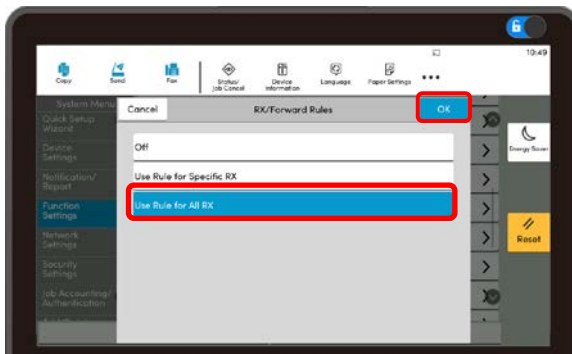 6
10:49
Copy
Send
Fax
Status/
Job Cancel
Device
Information
Language
Paper Settings
...
System Menu
Cancel
RX/Forward Rules
OK
Quick Setup
Wizard
Off
Energy Saver
Device
Settings
Use Rule for Specific RX
Notification/
Report
Use Rule for All RX
Function
Settings
Reset
Network
Settings
Security
Settings
Job Accounting/
Authentication